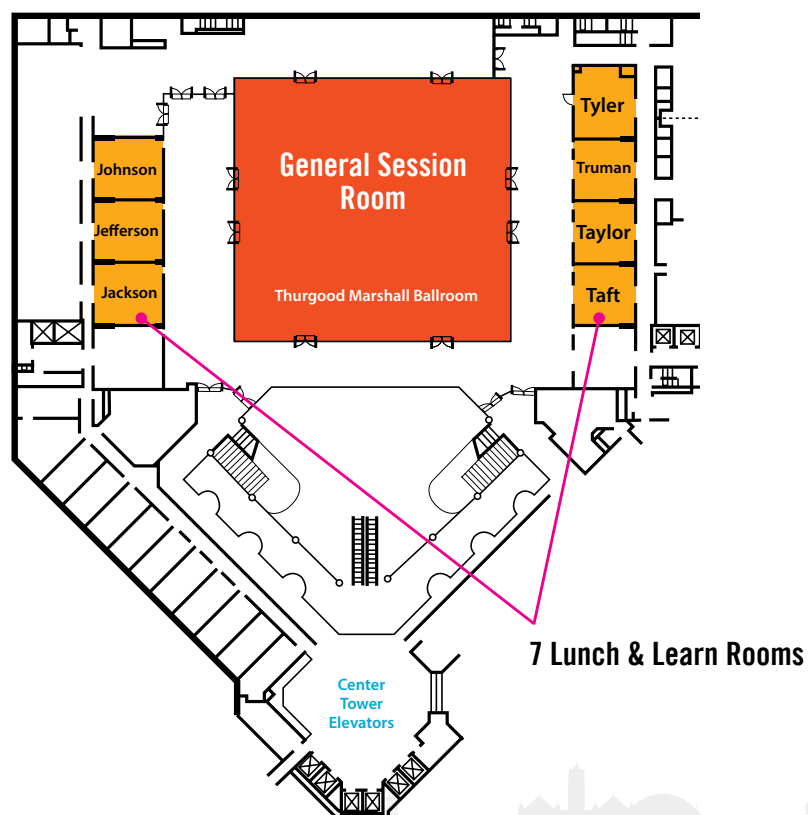 Tyler
General Session
Room
Johnson
Truman
Jefferson
Taylor
Jackson
Thurgood Marshall Ballroom
Taft
7 Lunch & Learn Rooms
Center
Tower
Elevators